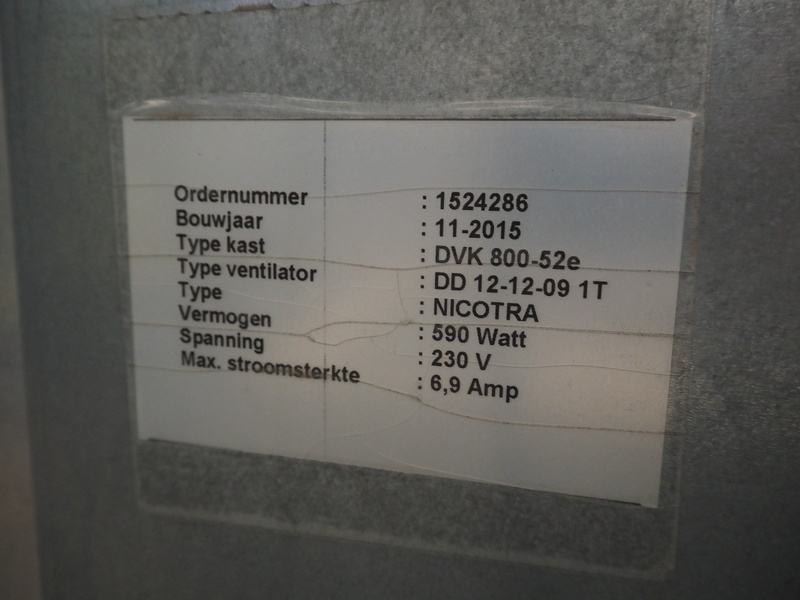 Ordernummer : 1524286
Bouwjaar : 11-2015
Type kast : DVK 800-52e
Type ventilator : DD 12-12-09 1T
Type : NICOTRA
Vermogen : 590 Watt
Spanning : 230 V
Max. stroomsterkte : 6,9 Amp